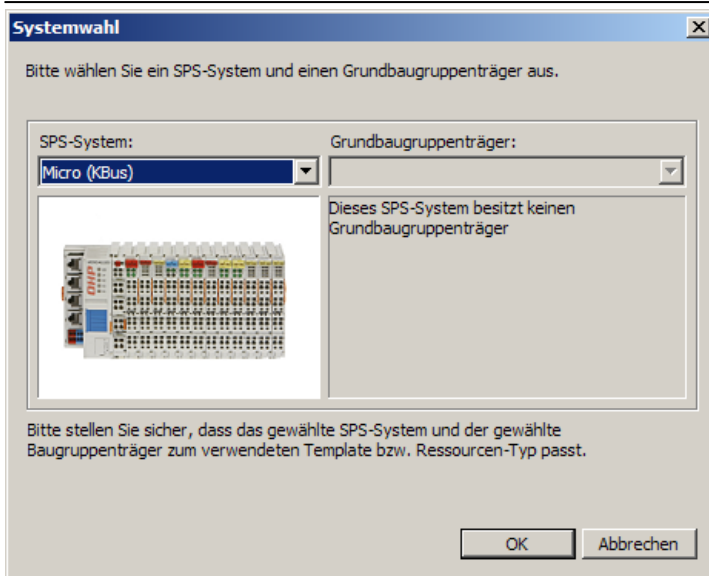 Systemwahl
Bitte wählen Sie ein SPS-System und einen Grundbaugruppenträger aus.
SPS-System:
Grundbaugruppenträger:
Micro (KBus)
Dieses SPS-System besitzt keinen
Grundbaugruppenträger
Bitte stellen Sie sicher, dass das gewählte SPS-System und der gewählte
Baugruppenträger zum verwendeten Template bzw. Ressourcen-Typ passt.
OK
Abbrechen